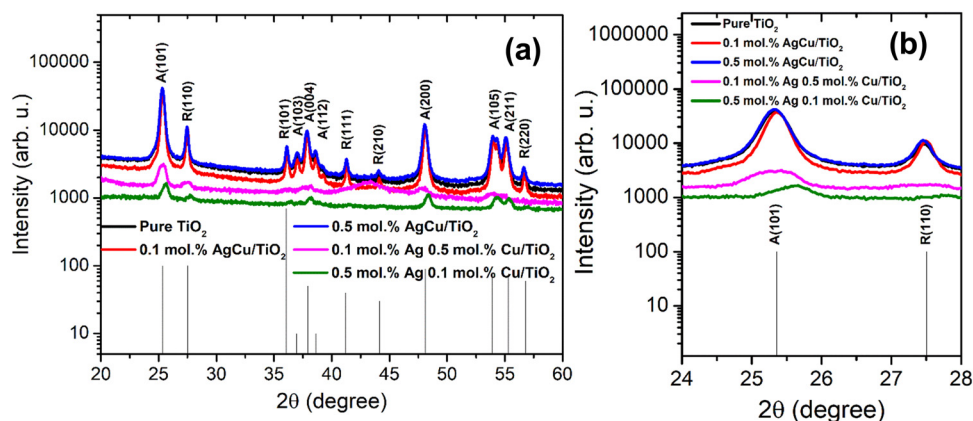 (a)
Intensity (arb. u.)
1000000
100000
10000
1000
100
10
A(101)
R(110)
R(101)
A(103)
A(004)
A(112)
R(111)
R(210)
A(200)
A(105)
A(211)
R(220)
Pure TiO₂
0.1 mol.% AgCu/TiO₂
0.5 mol.% AgCu/TiO₂
0.1 mol.% Ag 0.5 mol.% Cu/TiO₂
0.5 mol.% Ag 0.1 mol.% Cu/TiO₂
20 25 30 35 40 45 50 55 60
2θ (degree)
(b)
Pure TiO₂
0.1 mol.% AgCu/TiO₂
0.5 mol.% AgCu/TiO₂
0.1 mol.% Ag 0.5 mol.% Cu/TiO₂
0.5 mol.% Ag 0.1 mol.% Cu/TiO₂
Intensity (arb. u.)
10000000
1000000
100000
10000
1000
100
10
1
A(101)
R(110)
24 25 26 27 28
2θ (degree)